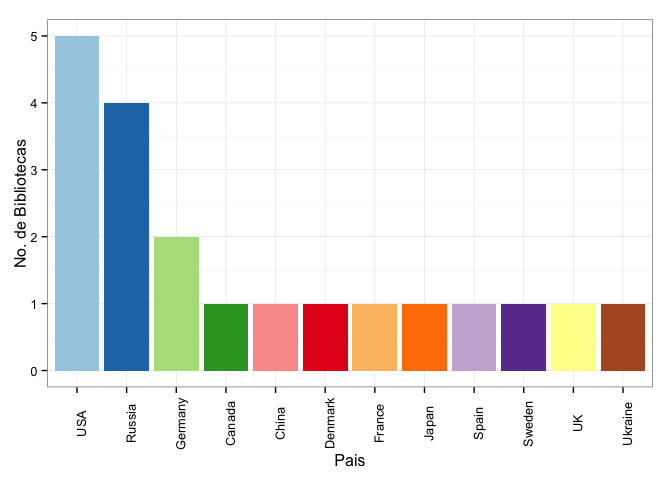 No. de Bibliotecas
5
4
3
2
1
0
USA
Russia
Germany
Canada
China
Denmark
France
Japan
Spain
Sweden
UK
Ukraine
Pais